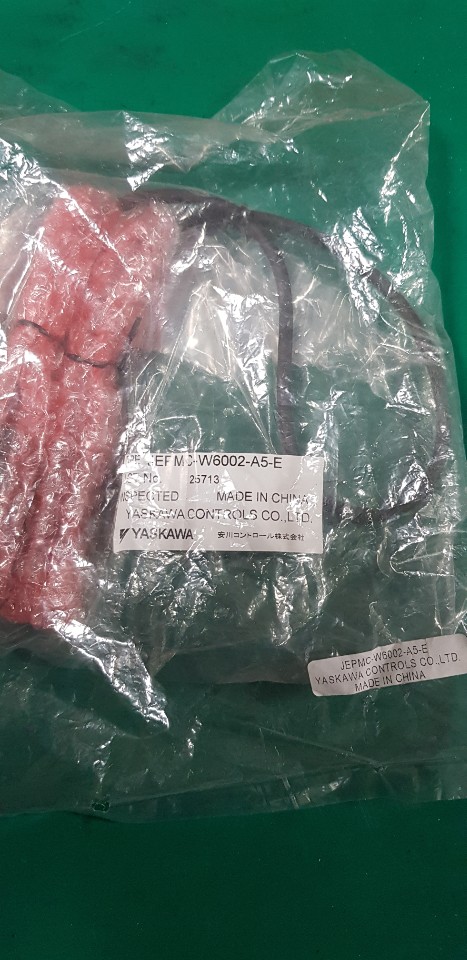 JEPMC-W6002-A5-E
No. 25713
INSPECTED MADE IN CHINA
YASKAWA CONTROLS CO.,LTD.
YASKAWA 安川コントロール株式会社
JEPMC-W6002-A5-E
YASKAWA CONTROLS CO.,LTD.
MADE IN CHINA